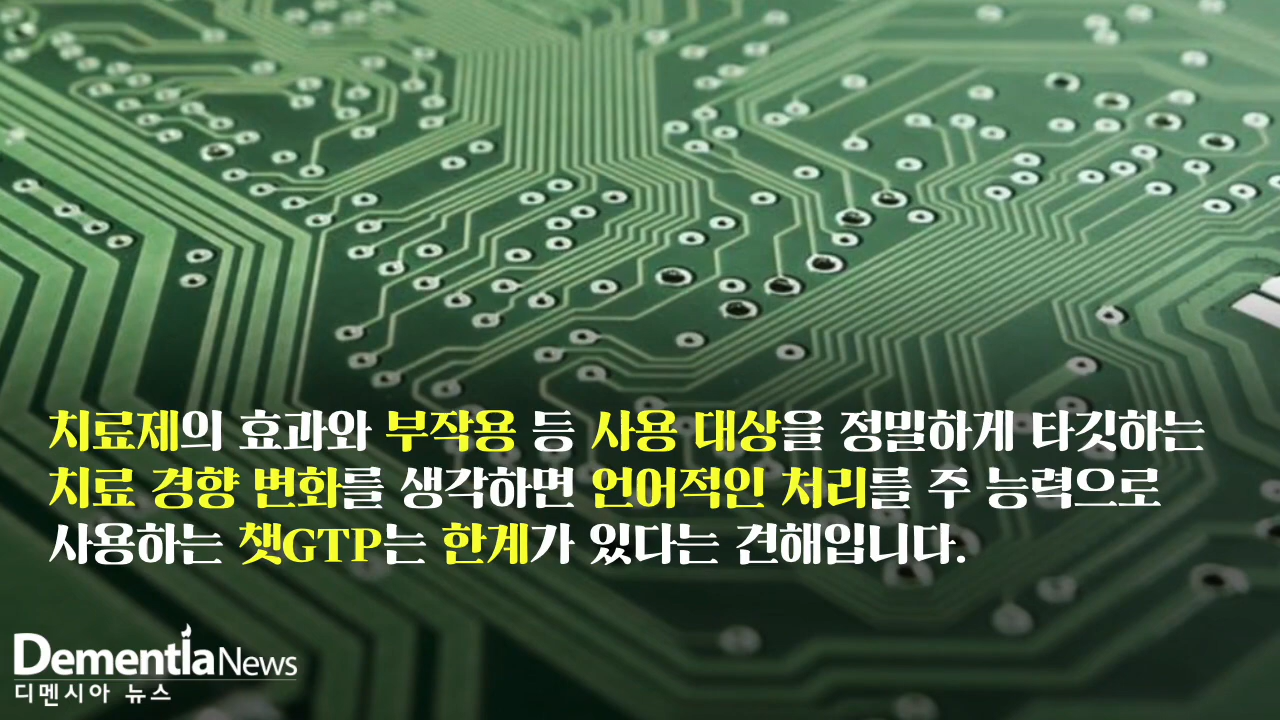 치료제의 효과와 부작용 등 사용 대상을 정밀하게 타깃하는
치료 경향 변화를 생각하면 언어적인 처리를 주 능력으로
사용하는 챗GTP는 한계가 있다는 견해입니다.
Dementia News
디멘시아 뉴스